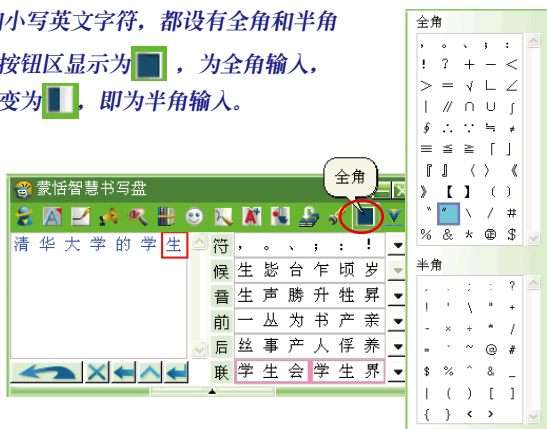 小写英文字符，都设有全角和半角
按钮区显示为 ，为全角输入，
变为 ，即为半角输入。
全角
蒙恬智慧书写盘
清华大学的学生
符 ， 。 、 ； ： ！
候 生 毙 台 乍 顷 岁
音 生 声 勝 升 牲 昇
前 一 丛 为 书 产 亲
后 丝 事 产 人 俘 养
联 学生会 学生界
全角
， 。 、 ； ：
！ ？ ＋ － ＜
＞ ＝ √ ∟ ∠
｜ ∥ ∩ ∪ ∫
∮ ∴ ∵ ≒ ≠
≡ ≦ ≧ 「 」
『 』 〈 〉 《
》 【 】 （ ）
＼ ／ ＃
％ ＆ ＊ ＠ ＄
半角
, . ; : ?
! ' \ " +
- × ÷ * /
= ` ~ @ #
$ % ^ & _
| ( ) [ ]
{ } < >